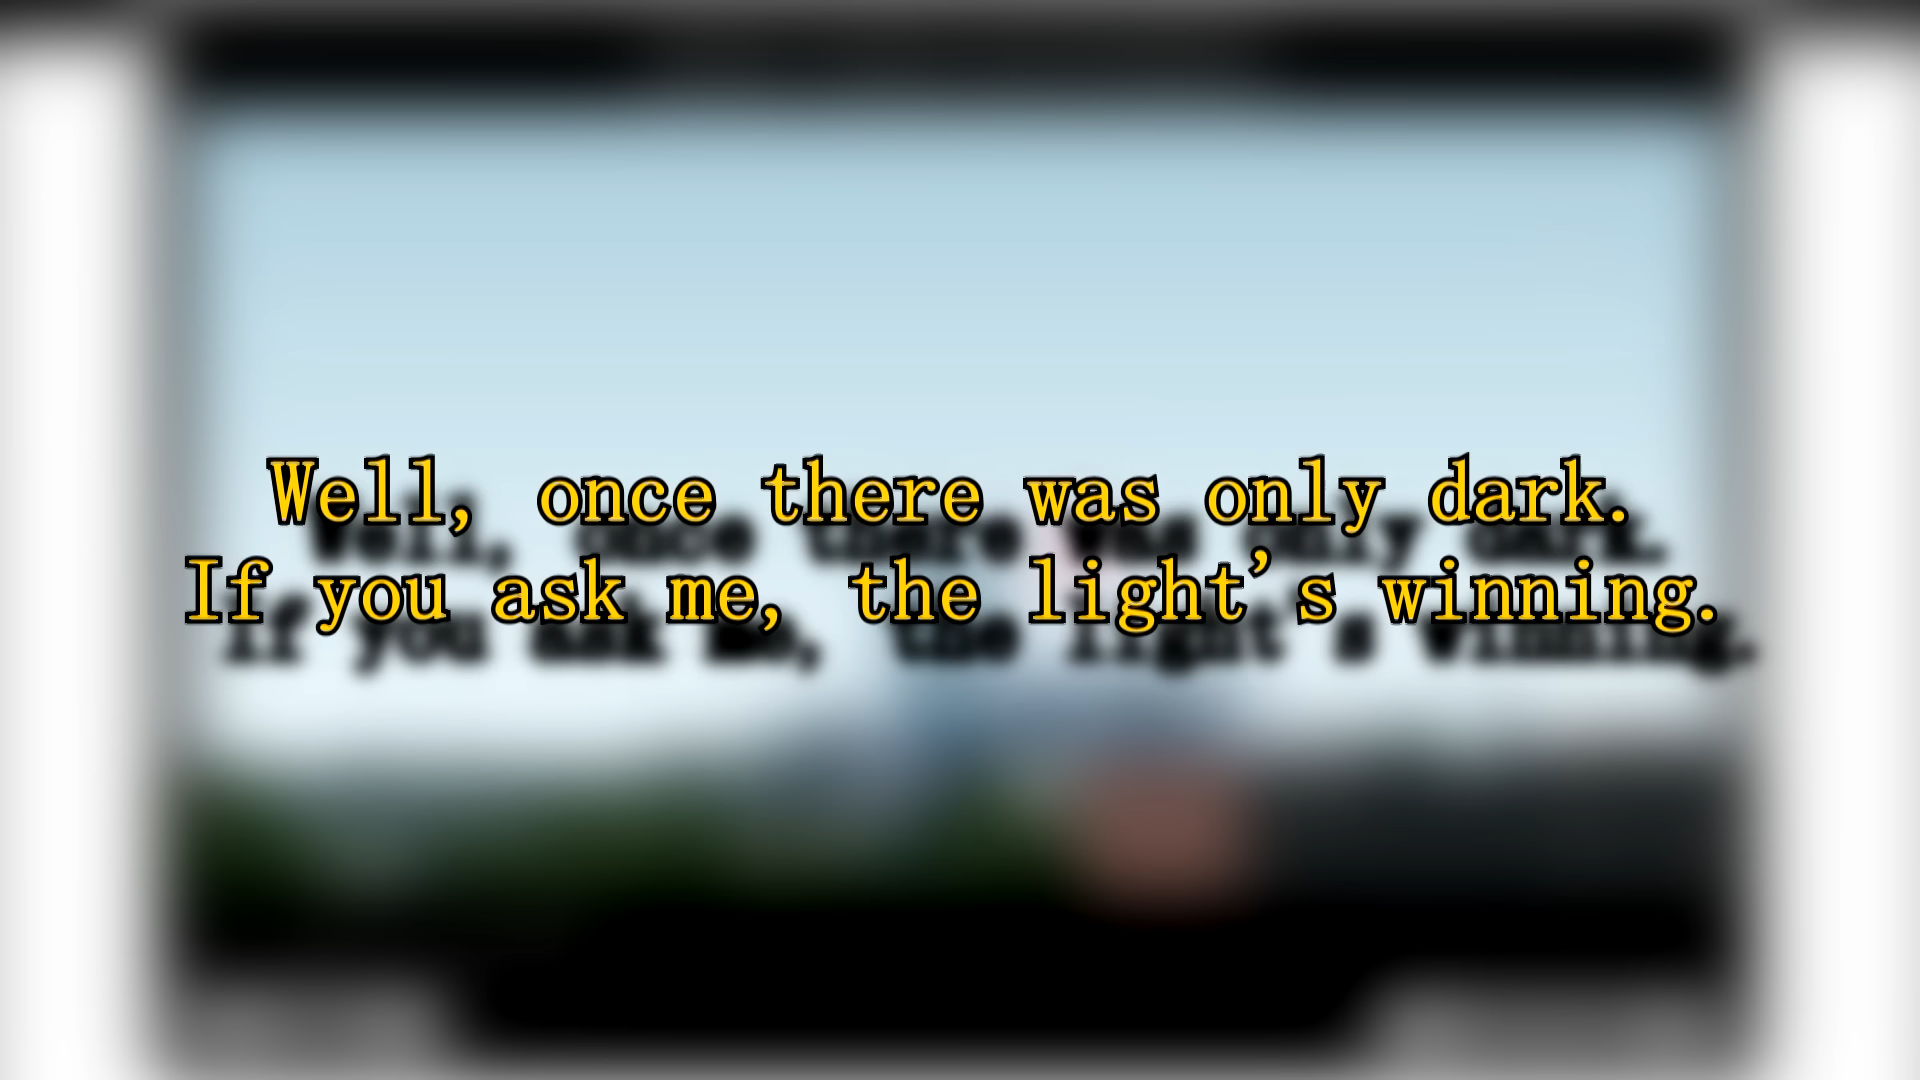 Well, once there was only dark.
If you ask me, the light's winning.